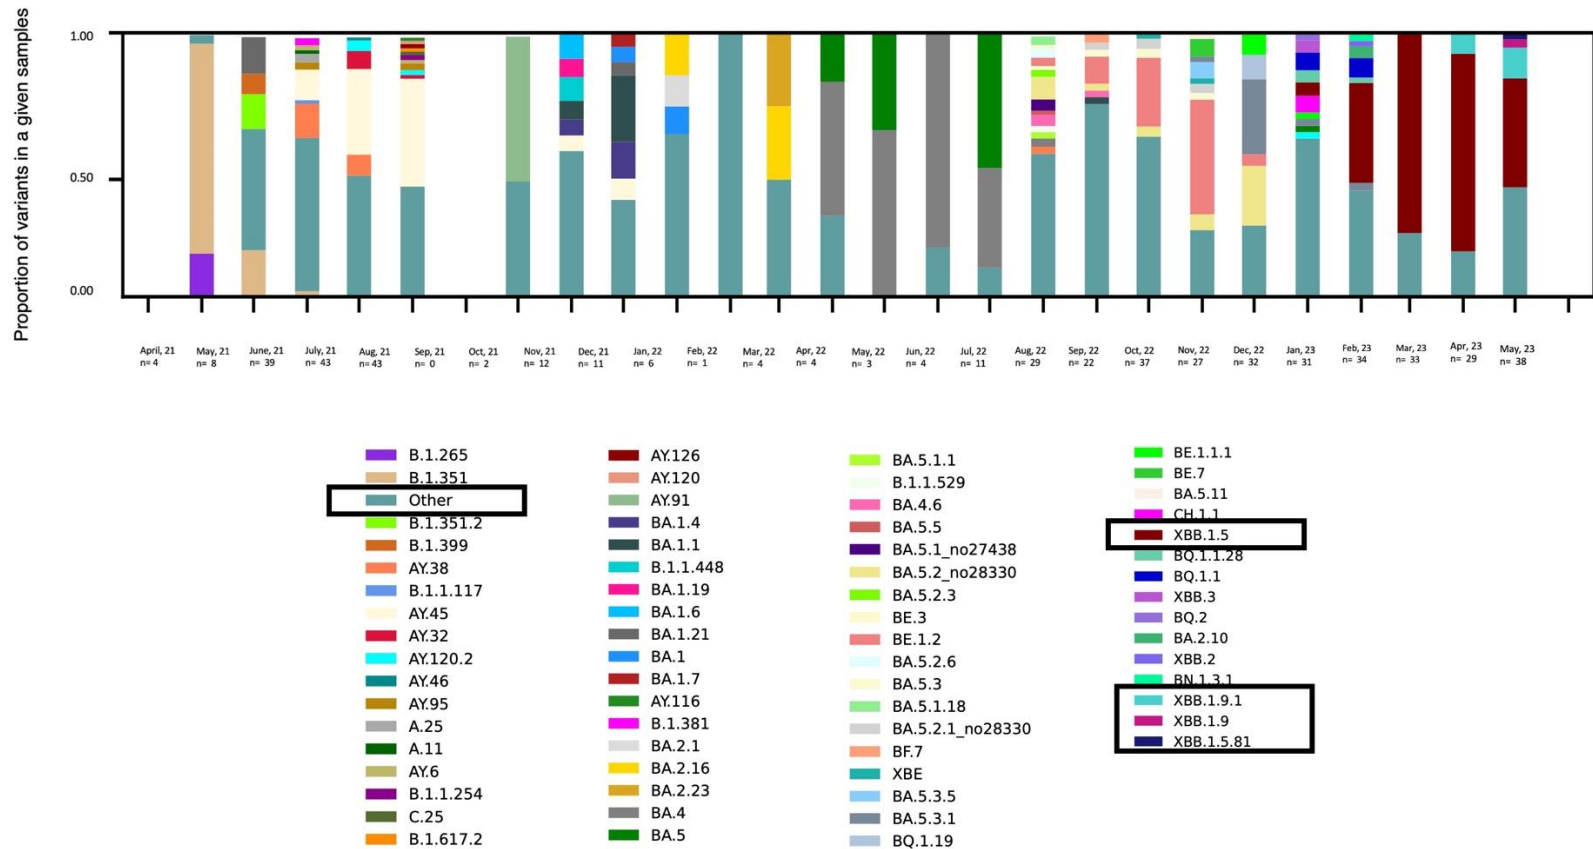 Proportion of variants in a given samples
1.00
0.50
0.00
April, 21
n= 4
May, 21
n= 8
June, 21
n= 39
July, 21
n= 43
Aug, 21
n= 43
Sep, 21
n= 0
Oct, 21
n= 2
Nov, 21
n= 12
Dec, 21
n= 11
Jan, 22
n= 6
Feb, 22
n= 1
Mar, 22
n= 4
Apr, 22
n= 4
May, 22
n= 3
Jun, 22
n= 4
Jul, 22
n= 11
Aug, 22
n= 29
Sep, 22
n= 22
Oct, 22
n= 37
Nov, 22
n= 27
Dec, 22
n= 32
Jan, 23
n= 31
Feb, 23
n= 34
Mar, 23
n= 33
Apr, 23
n= 29
May, 23
n= 38
B.1.265
B.1.351
Other
B.1.351.2
B.1.399
AY.38
B.1.1.117
AY.45
AY.32
AY.120.2
AY.46
AY.95
A.25
A.11
AY.6
B.1.1.254
C.25
B.1.617.2
AY.126
AY.120
AY.91
BA.1.4
BA.1.1
B.1.1.448
BA.1.19
BA.1.6
BA.1.21
BA.1
BA.1.7
AY.116
B.1.381
BA.2.1
BA.2.16
BA.2.23
BA.4
BA.5
BA.5.1.1
B.1.1.529
BA.4.6
BA.5.5
BA.5.1_no27438
BA.5.2_no28330
BA.5.2.3
BE.3
BE.1.2
BA.5.2.6
BA.5.3
BA.5.1.18
BA.5.2.1_no28330
BF.7
XBE
BA.5.3.5
BA.5.3.1
BQ.1.19
BE.1.1.1
BE.7
BA.5.11
CH.1.1
XBB.1.5
BQ.1.1.28
BQ.1.1
XBB.3
BQ.2
BA.2.10
XBB.2
BN.1.3.1
XBB.1.9.1
XBB.1.9
XBB.1.5.81